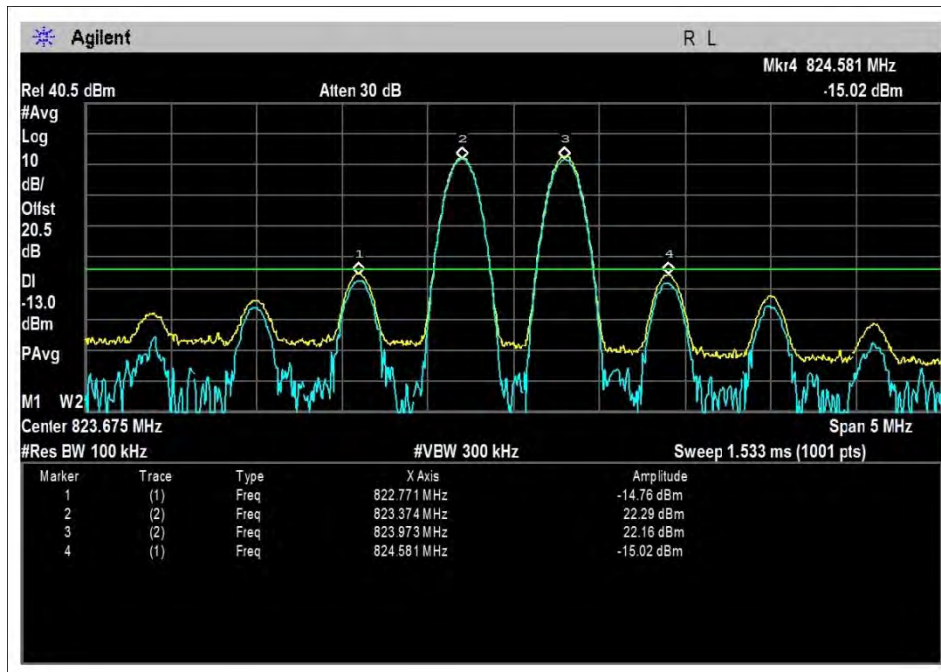 Agilent R L
Mkr4 824.581 MHz
Rel 40.5 dBm Atten 30 dB -15.02 dBm
#Avg
Log
10
dB/
Offst
20.5
dB
DI
-13.0
dBm
PAvg
M1 W2
1
2
3
4
Center 823.675 MHz Span 5 MHz
#Res BW 100 kHz #VBW 300 kHz Sweep 1.533 ms (1001 pts)
Marker Trace Type X Axis Amplitude
1 (1) Freq 822.771 MHz -14.76 dBm
2 (2) Freq 823.374 MHz 22.29 dBm
3 (2) Freq 823.973 MHz 22.16 dBm
4 (1) Freq 824.581 MHz -15.02 dBm